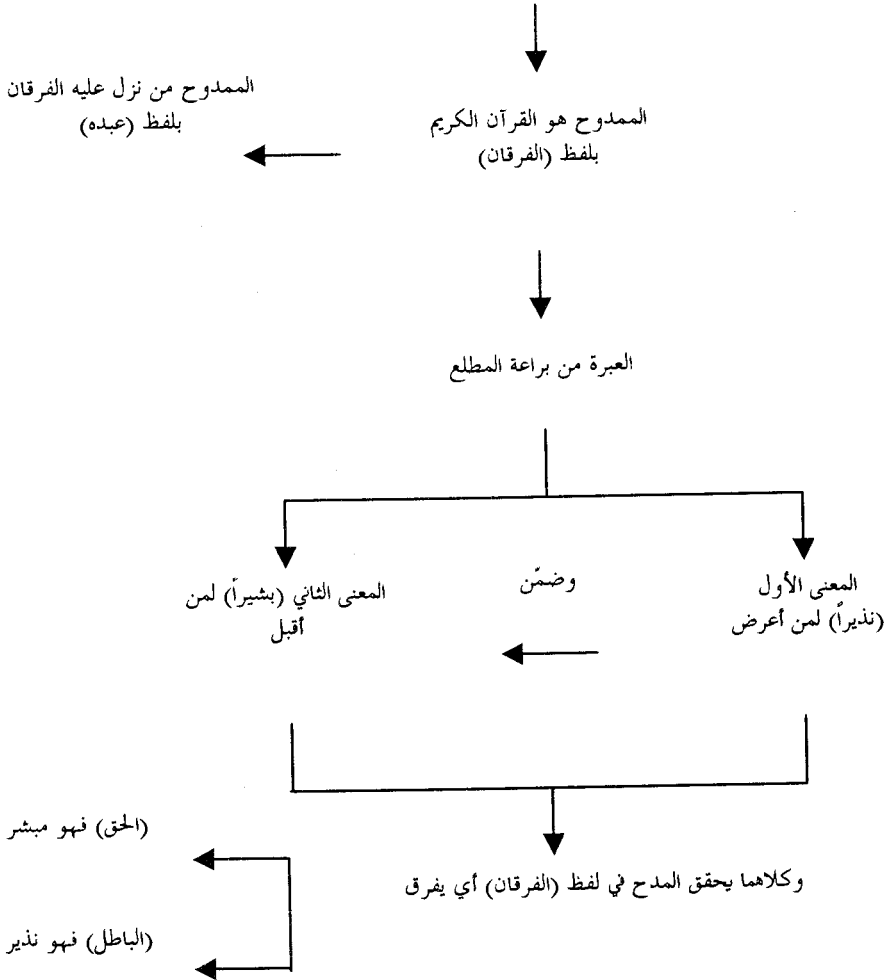 الممدوح هو القرآن الكريم
بلفظ (الفرقان)
الممدوح من نزل عليه الفرقان
بلفظ (عبده)
العبرة من براعة المطلع
المعنى الأول
(نذيراً) لمن أعرض
وضمّن
المعنى الثاني (بشيراً) لمن
أقبل
وكلاهما يحقق المدح في لفظ (الفرقان) أي يفرق
(الحق) فهو مبشر
(الباطل) فهو نذير